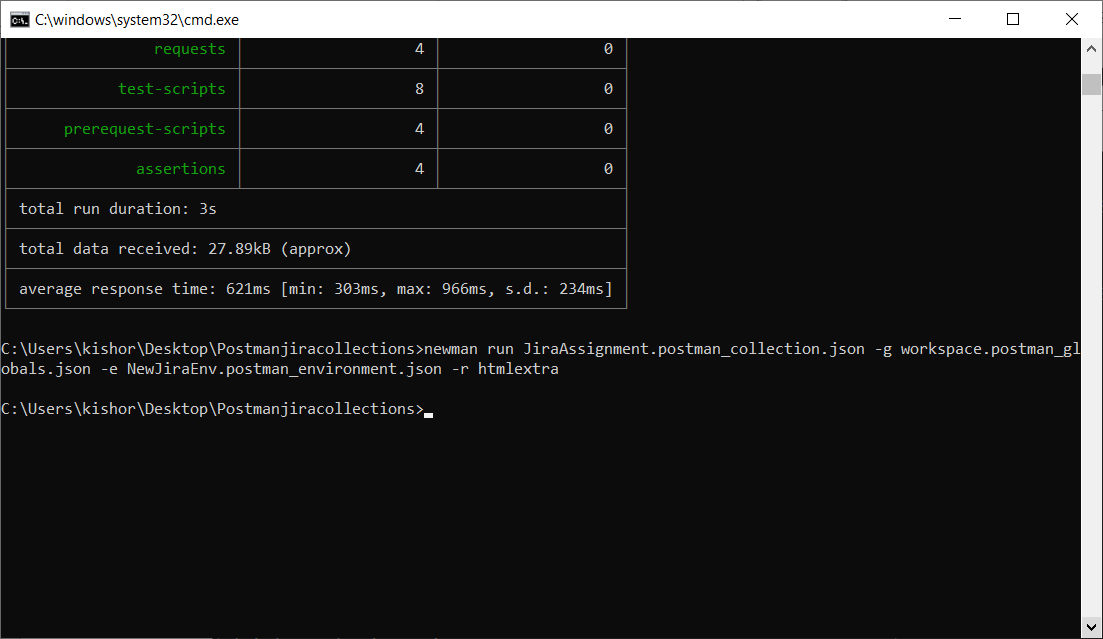 C:\windows\system32\cmd.exe
requests 4 0
test-scripts 8 0
prerequest-scripts 4 0
assertions 4 0
total run duration: 3s
total data received: 27.89kB (approx)
average response time: 621ms [min: 303ms, max: 966ms, s.d.: 234ms]
C:\Users\kishor\Desktop\Postmanjiracollections>newman run JiraAssignment.postman_collection.json -g workspace.postman_gl
obals.json -e NewJiraEnv.postman_environment.json -r htmlextra
C:\Users\kishor\Desktop\Postmanjiracollections>